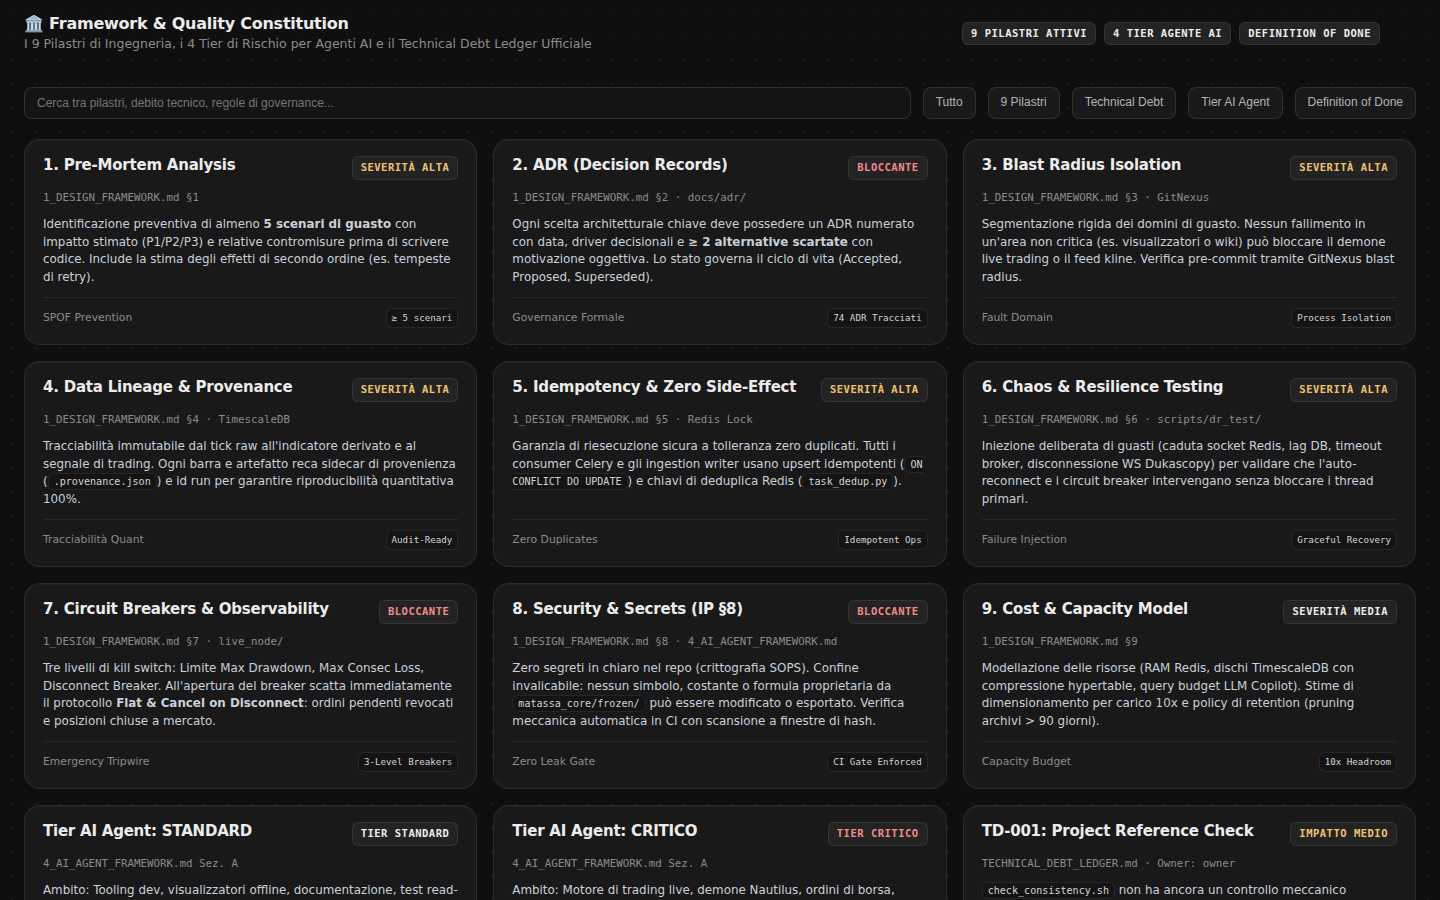 🏛️ Framework & Quality Constitution
I 9 Pilastri di Ingegneria, i 4 Tier di Rischio per Agenti AI e il Technical Debt Ledger Ufficiale
9 PILASTRI ATTIVI
4 TIER AGENTE AI
DEFINITION OF DONE
Cerca tra pilastri, debito tecnico, regole di governance...
Tutto
9 Pilastri
Technical Debt
Tier AI Agent
Definition of Done
1. Pre-Mortem Analysis
SEVERITÀ ALTA
1_DESIGN_FRAMEWORK.md §1
Identificazione preventiva di almeno 5 scenari di guasto con
impatto stimato (P1/P2/P3) e relative contromisure prima di scrivere
codice. Include la stima degli effetti di secondo ordine (es. tempeste
di retry).
SPOF Prevention
≥ 5 scenari
2. ADR (Decision Records)
BLOCCANTE
1_DESIGN_FRAMEWORK.md §2 · docs/adr/
Ogni scelta architetturale chiave deve possedere un ADR numerato
con data, driver decisionali e ≥ 2 alternative scartate con
motivazione oggettiva. Lo stato governa il ciclo di vita (Accepted,
Proposed, Superseded).
Governance Formale
74 ADR Tracciati
3. Blast Radius Isolation
SEVERITÀ ALTA
1_DESIGN_FRAMEWORK.md §3 · GitNexus
Segmentazione rigida dei domini di guasto. Nessun fallimento in
un'area non critica (es. visualizzatori o wiki) può bloccare il demone
live trading o il feed kline. Verifica pre-commit tramite GitNexus blast
radius.
Fault Domain
Process Isolation
4. Data Lineage & Provenance
SEVERITÀ ALTA
1_DESIGN_FRAMEWORK.md §4 · TimescaleDB
Tracciabilità immutabile dal tick raw all'indicatore derivato e al
segnale di trading. Ogni barra e artefatto reca sidecar di provenienza
( .provenance.json ) e id run per garantire riproducibilità quantitativa
100%.
Tracciabilità Quant
Audit-Ready
5. Idempotency & Zero Side-Effect
SEVERITÀ ALTA
1_DESIGN_FRAMEWORK.md §5 · Redis Lock
Garanzia di riesecuzione sicura a tolleranza zero duplicati. Tutti i
consumer Celery e gli ingestion writer usano upsert idempotenti ( ON
CONFLICT DO UPDATE ) e chiavi di deduplica Redis ( task_dedup.py ).
Zero Duplicates
Idempotent Ops
6. Chaos & Resilience Testing
SEVERITÀ ALTA
1_DESIGN_FRAMEWORK.md §6 · scripts/dr_test/
Iniezione deliberata di guasti (caduta socket Redis, lag DB, timeout
broker, disconnessione WS Dukascopy) per validare che l'auto-
reconnect e i circuit breaker intervengano senza bloccare i thread
primari.
Failure Injection
Graceful Recovery
7. Circuit Breakers & Observability
BLOCCANTE
1_DESIGN_FRAMEWORK.md §7 · live_node/
Tre livelli di kill switch: Limite Max Drawdown, Max Consec Loss,
Disconnect Breaker. All'apertura del breaker scatta immediatamente
il protocollo Flat & Cancel on Disconnect: ordini pendenti revocati
e posizioni chiuse a mercato.
Emergency Tripwire
3-Level Breakers
8. Security & Secrets (IP §8)
BLOCCANTE
1_DESIGN_FRAMEWORK.md §8 · 4_AI_AGENT_FRAMEWORK.md
Zero segreti in chiaro nel repo (crittografia SOPS). Confine
invalicabile: nessun simbolo, costante o formula proprietaria da
matassa_core/frozen/ può essere modificato o esportato. Verifica
meccanica automatica in CI con scansione a finestre di hash.
Zero Leak Gate
CI Gate Enforced
9. Cost & Capacity Model
SEVERITÀ MEDIA
1_DESIGN_FRAMEWORK.md §9
Modellazione delle risorse (RAM Redis, dischi TimescaleDB con
compressione hypertable, query budget LLM Copilot). Stime di
dimensionamento per carico 10x e policy di retention (pruning
archivi > 90 giorni).
Capacity Budget
10x Headroom
Tier AI Agent: STANDARD
TIER STANDARD
4_AI_AGENT_FRAMEWORK.md Sez. A
Ambito: Tooling dev, visualizzatori offline, documentazione, test read-
Tier AI Agent: CRITICO
TIER CRITICO
4_AI_AGENT_FRAMEWORK.md Sez. A
Ambito: Motore di trading live, demone Nautilus, ordini di borsa,
TD-001: Project Reference Check
IMPATTO MEDIO
TECHNICAL_DEBT_LEDGER.md · Owner: owner
check_consistency.sh non ha ancora un controllo meccanico